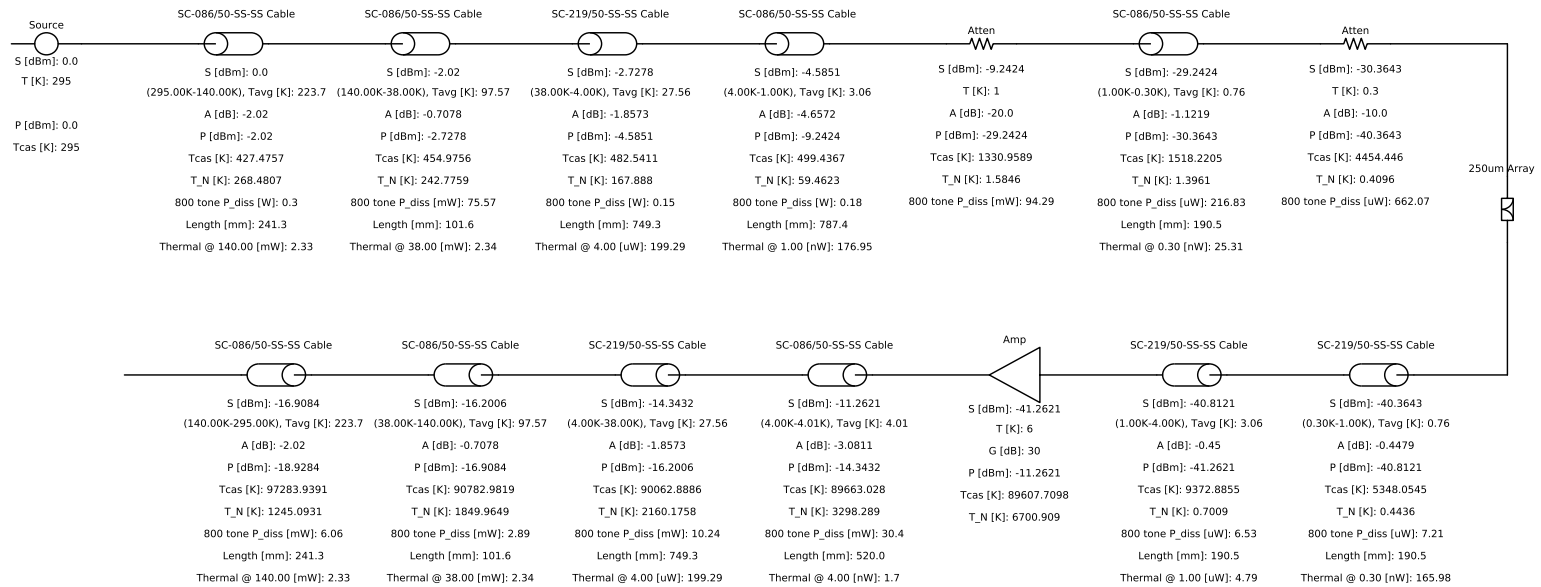 Source
S [dBm]: 0.0
T [K]: 295
P [dBm]: 0.0
Tcas [K]: 295
SC-086/50-SS-SS Cable
S [dBm]: 0.0
(295.00K-140.00K), Tavg [K]: 223.7
A [dB]: -2.02
P [dBm]: -2.02
Tcas [K]: 427.4757
T_N [K]: 268.4807
800 tone P_diss [W]: 0.3
Length [mm]: 241.3
Thermal @ 140.00 [mW]: 2.33
SC-086/50-SS-SS Cable
S [dBm]: -2.02
(140.00K-38.00K), Tavg [K]: 97.57
A [dB]: -0.7078
P [dBm]: -2.7278
Tcas [K]: 454.9756
T_N [K]: 242.7759
800 tone P_diss [mW]: 75.57
Length [mm]: 101.6
Thermal @ 38.00 [mW]: 2.34
SC-219/50-SS-SS Cable
S [dBm]: -2.7278
(38.00K-4.00K), Tavg [K]: 27.56
A [dB]: -1.8573
P [dBm]: -4.5851
Tcas [K]: 482.5411
T_N [K]: 167.888
800 tone P_diss [W]: 0.15
Length [mm]: 749.3
Thermal @ 4.00 [uW]: 199.29
SC-086/50-SS-SS Cable
S [dBm]: -4.5851
(4.00K-1.00K), Tavg [K]: 3.06
A [dB]: -4.6572
P [dBm]: -9.2424
Tcas [K]: 499.4367
T_N [K]: 59.4623
800 tone P_diss [W]: 0.18
Length [mm]: 787.4
Thermal @ 1.00 [nW]: 176.95
Atten
S [dBm]: -9.2424
T [K]: 1
A [dB]: -20.0
P [dBm]: -29.2424
Tcas [K]: 1330.9589
T_N [K]: 1.5846
800 tone P_diss [mW]: 94.29
SC-086/50-SS-SS Cable
S [dBm]: -29.2424
(1.00K-0.30K), Tavg [K]: 0.76
A [dB]: -1.1219
P [dBm]: -30.3643
Tcas [K]: 1518.2205
T_N [K]: 1.3961
800 tone P_diss [uW]: 216.83
Length [mm]: 190.5
Thermal @ 0.30 [nW]: 25.31
Atten
S [dBm]: -30.3643
T [K]: 0.3
A [dB]: -10.0
P [dBm]: -40.3643
Tcas [K]: 4454.446
T_N [K]: 0.4096
800 tone P_diss [uW]: 662.07
250um Array
SC-086/50-SS-SS Cable
S [dBm]: -16.9084
(140.00K-295.00K), Tavg [K]: 223.7
A [dB]: -2.02
P [dBm]: -18.9284
Tcas [K]: 97283.9391
T_N [K]: 1245.0931
800 tone P_diss [mW]: 6.06
Length [mm]: 241.3
Thermal @ 140.00 [mW]: 2.33
SC-086/50-SS-SS Cable
S [dBm]: -16.2006
(38.00K-140.00K), Tavg [K]: 97.57
A [dB]: -0.7078
P [dBm]: -16.9084
Tcas [K]: 90782.9819
T_N [K]: 1849.9649
800 tone P_diss [mW]: 2.89
Length [mm]: 101.6
Thermal @ 38.00 [mW]: 2.34
SC-219/50-SS-SS Cable
S [dBm]: -14.3432
(4.00K-38.00K), Tavg [K]: 27.56
A [dB]: -1.8573
P [dBm]: -16.2006
Tcas [K]: 90062.8886
T_N [K]: 2160.1758
800 tone P_diss [mW]: 10.24
Length [mm]: 749.3
Thermal @ 4.00 [uW]: 199.29
SC-086/50-SS-SS Cable
S [dBm]: -11.2621
(4.00K-4.01K), Tavg [K]: 4.01
A [dB]: -3.0811
P [dBm]: -14.3432
Tcas [K]: 89663.028
T_N [K]: 3298.289
800 tone P_diss [mW]: 30.4
Length [mm]: 520.0
Thermal @ 4.00 [nW]: 1.7
Amp
S [dBm]: -41.2621
T [K]: 6
G [dB]: 30
P [dBm]: -11.2621
Tcas [K]: 89607.7098
T_N [K]: 6700.909
SC-219/50-SS-SS Cable
S [dBm]: -40.8121
(1.00K-4.00K), Tavg [K]: 3.06
A [dB]: -0.45
P [dBm]: -41.2621
Tcas [K]: 9372.8855
T_N [K]: 0.7009
800 tone P_diss [uW]: 6.53
Length [mm]: 190.5
Thermal @ 1.00 [uW]: 4.79
SC-219/50-SS-SS Cable
S [dBm]: -40.3643
(0.30K-1.00K), Tavg [K]: 0.76
A [dB]: -0.4479
P [dBm]: -40.8121
Tcas [K]: 5348.0545
T_N [K]: 0.4436
800 tone P_diss [uW]: 7.21
Length [mm]: 190.5
Thermal @ 0.30 [nW]: 165.98